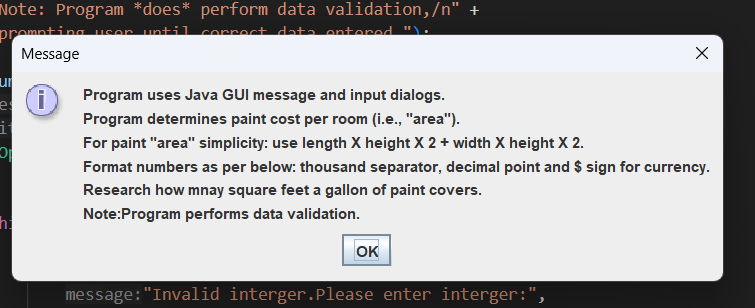 Note: Program *does* perform data validation,/n" +
prompting user until correct data entered.");
Message
Program uses Java GUI message and input dialogs.
Program determines paint cost per room (i.e., "area").
For paint "area" simplicity: use length X height X 2 + width X height X 2.
Format numbers as per below: thousand separator, decimal point and $ sign for currency.
Research how mnay square feet a gallon of paint covers.
Note:Program performs data validation.
OK
message:"Invalid interger.Please enter interger:",